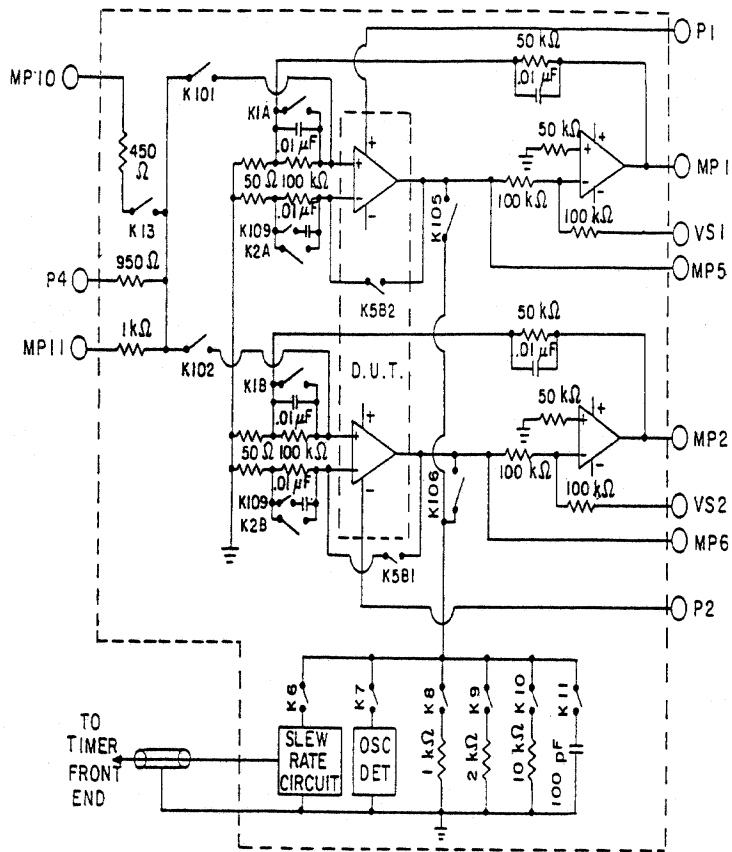 P1
50 kΩ
.01 μF
MP10
K101
K1A
.01 μF
50 kΩ
+
+
+
-
-
-
MP1
450
Ω
50 Ω
100 kΩ
.01 μF
100 kΩ
100 kΩ
VS1
K13
K109
K2A
K105
MP5
P4
950 Ω
K5B2
50 kΩ
.01 μF
MP11
1kΩ
K102
D.U.T.
K1B
.01 μF
50 kΩ
+
+
+
-
-
-
MP2
50 Ω
100 kΩ
.01 μF
100 kΩ
100 kΩ
VS2
K109
K2B
K106
MP6
K5B1
P2
K6
K7
K8
K9
K10
K11
TO
TIMER
FRONT
END
SLEW
RATE
CIRCUIT
OSC
DET
1 kΩ
2 kΩ
10 kΩ
100 pF